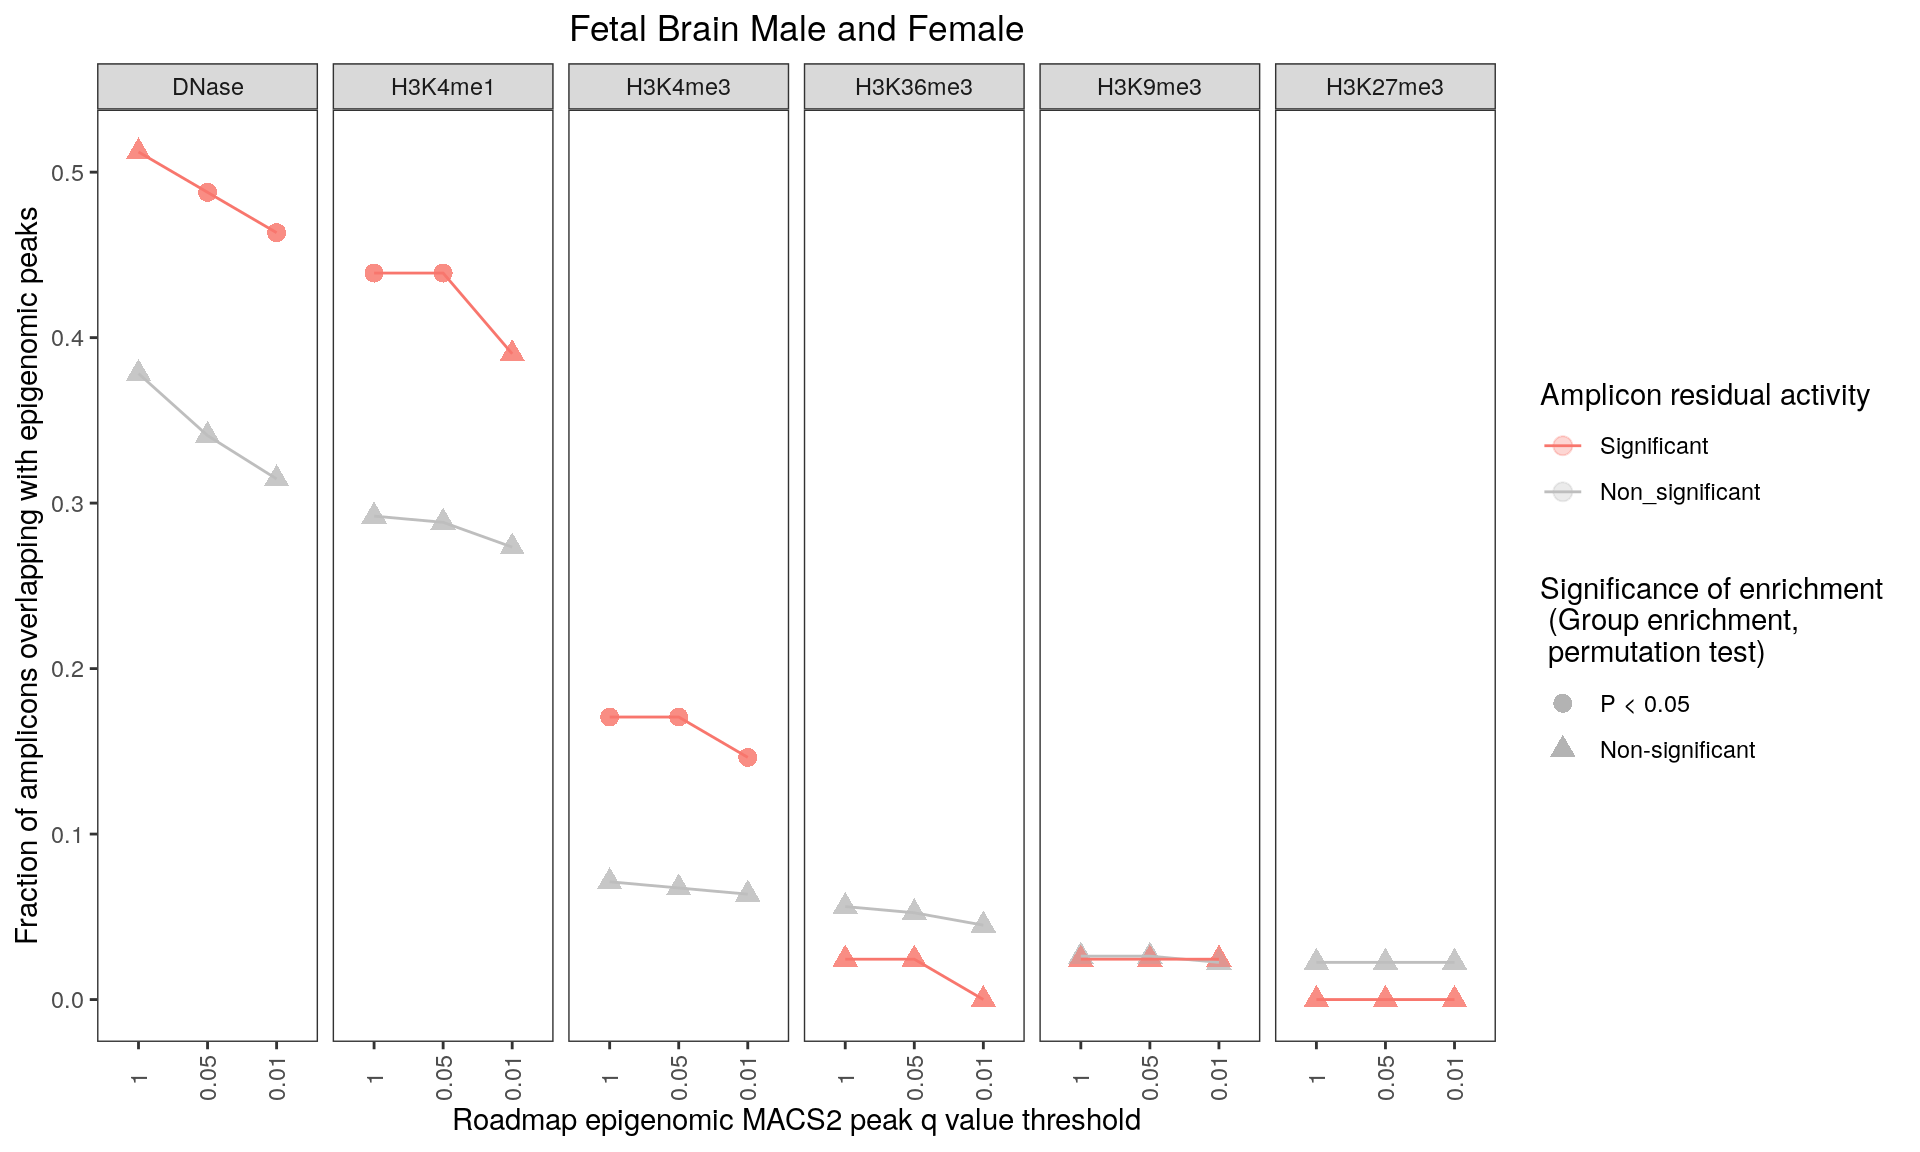 Fetal Brain Male and Female
DNase
H3K4me1
H3K4me3
H3K36me3
H3K9me3
H3K27me3
Fraction of amplicons overlapping with epigenomic peaks
0.5
0.4
0.3
0.2
0.1
0.0
1
0.05
0.01
1
0.05
0.01
1
0.05
0.01
1
0.05
0.01
1
0.05
0.01
1
0.05
0.01
Roadmap epigenomic MACS2 peak q value threshold
Amplicon residual activity
Significant
Non_significant
Significance of enrichment
(Group enrichment,
permutation test)
P < 0.05
Non-significant